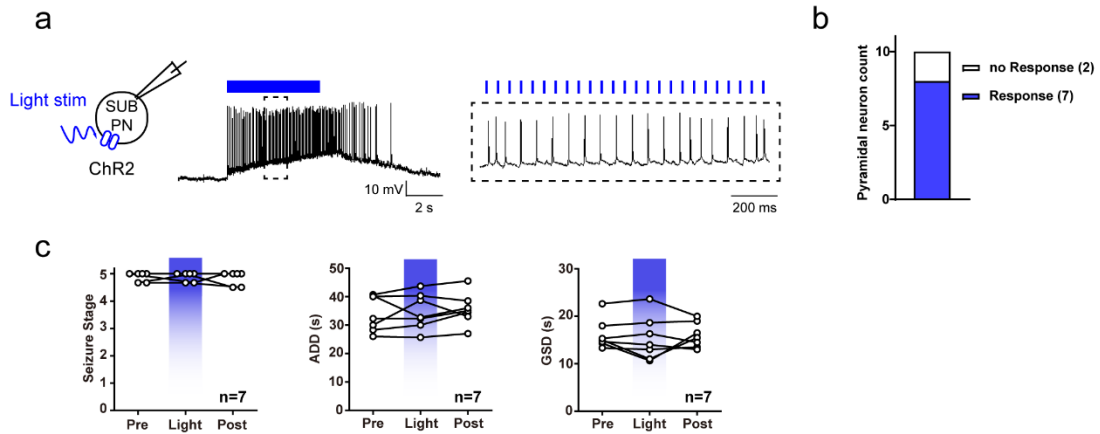 a
Light stim
SUB
PN
ChR2
10 mV
2 s
200 ms
b
Pyramidal neuron count
10
5
0
no Response (2)
Response (7)
c
Seizure Stage
5
4
3
2
1
0
Pre
Light
Post
n=7
ADD (s)
50
40
30
20
10
0
Pre
Light
Post
n=7
GSD (s)
30
20
10
0
Pre
Light
Post
n=7